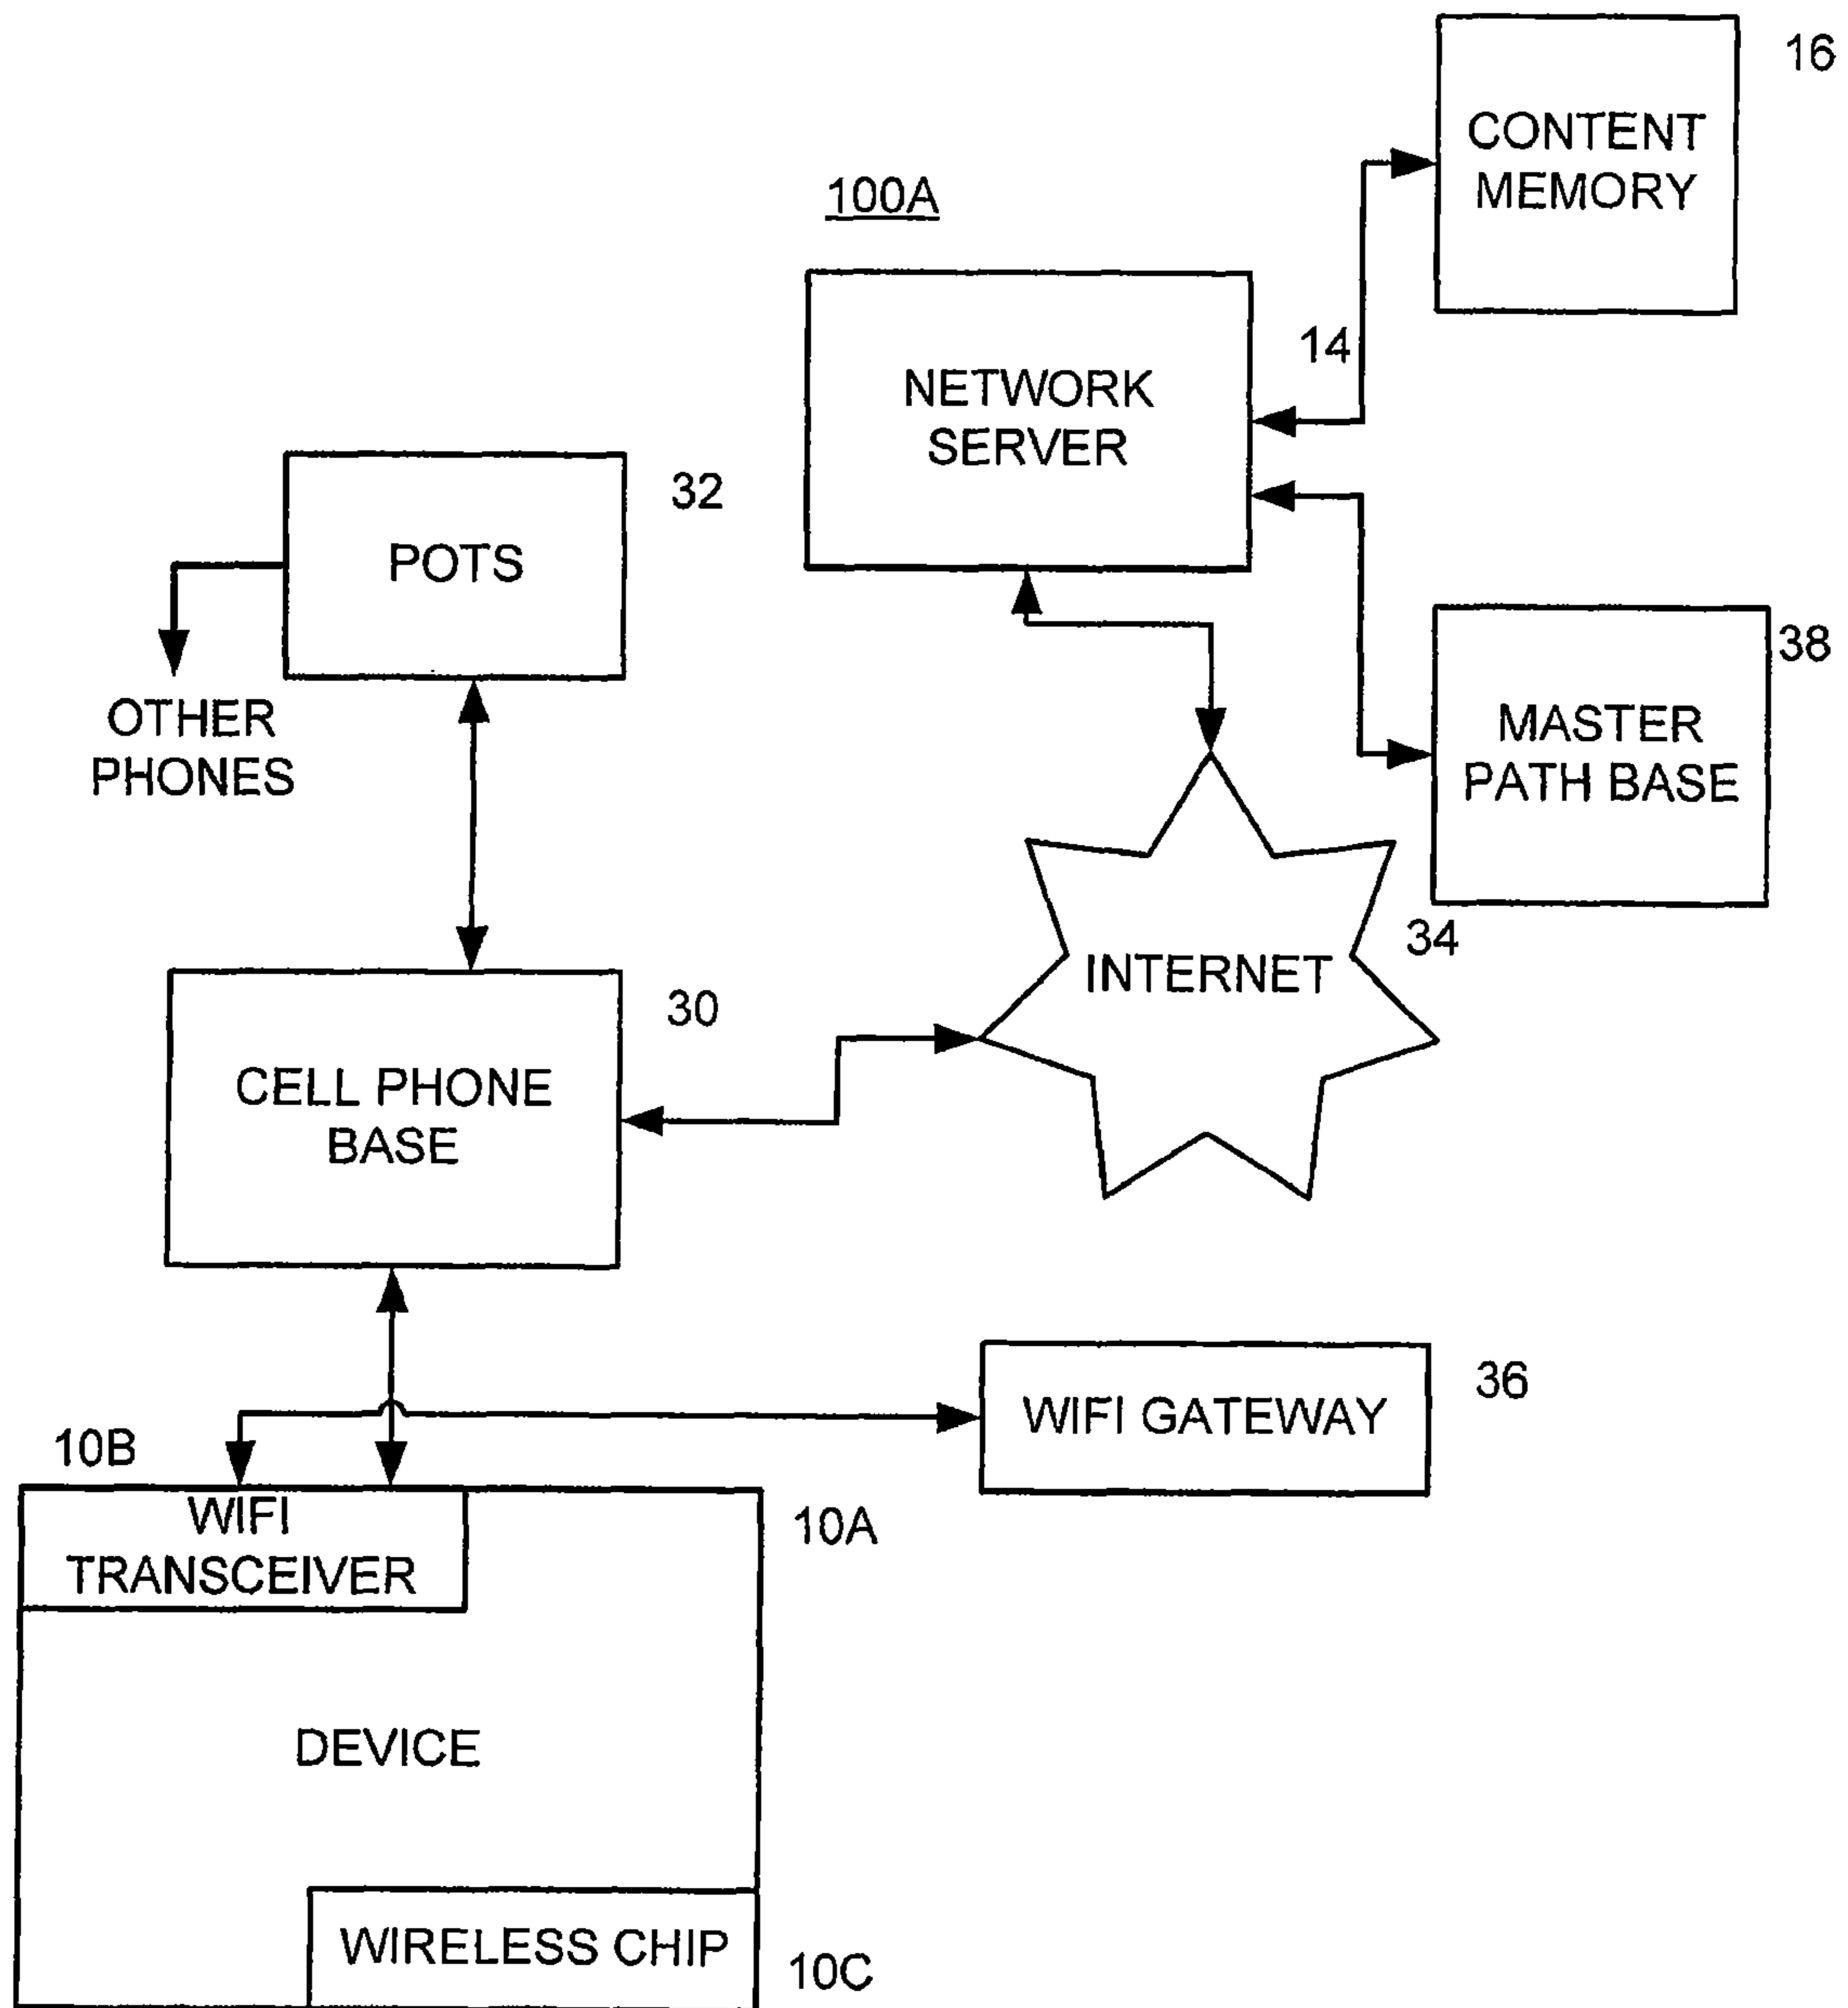 16
CONTENT
MEMORY
100A
14
NETWORK
SERVER
32
POTS
38
OTHER
PHONES
MASTER
PATH BASE
34
INTERNET
30
CELL PHONE
BASE
36
WIFI GATEWAY
10B
WIFI
TRANSCEIVER
10A
DEVICE
WIRELESS CHIP
10C